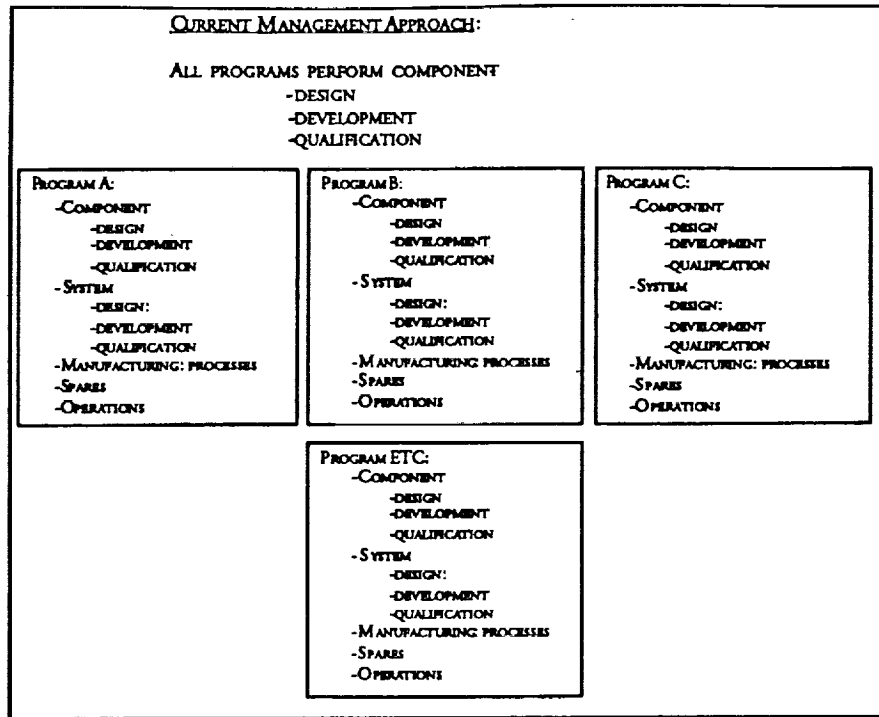 CURRENT MANAGEMENT APPROACH:
ALL PROGRAMS PERFORM COMPONENT
-DESIGN
-DEVELOPMENT
-QUALIFICATION
PROGRAM A:
-COMPONENT
-DESIGN
-DEVELOPMENT
-QUALIFICATION
-SYSTEM
-DESIGN:
-DEVELOPMENT
-QUALIFICATION
-MANUFACTURING: PROCESSES
-SPARES
-OPERATIONS
PROGRAM B:
-COMPONENT
-DESIGN
-DEVELOPMENT
-QUALIFICATION
-SYSTEM
-DESIGN:
-DEVELOPMENT
-QUALIFICATION
-MANUFACTURING PROCESSES
-SPARES
-OPERATIONS
PROGRAM C:
-COMPONENT
-DESIGN
-DEVELOPMENT
-QUALIFICATION
-SYSTEM
-DESIGN:
-DEVELOPMENT
-QUALIFICATION
-MANUFACTURING: PROCESSES
-SPARES
-OPERATIONS
PROGRAM ETC:
-COMPONENT
-DESIGN
-DEVELOPMENT
-QUALIFICATION
-SYSTEM
-DESIGN:
-DEVELOPMENT
-QUALIFICATION
-MANUFACTURING PROCESSES
-SPARES
-OPERATIONS